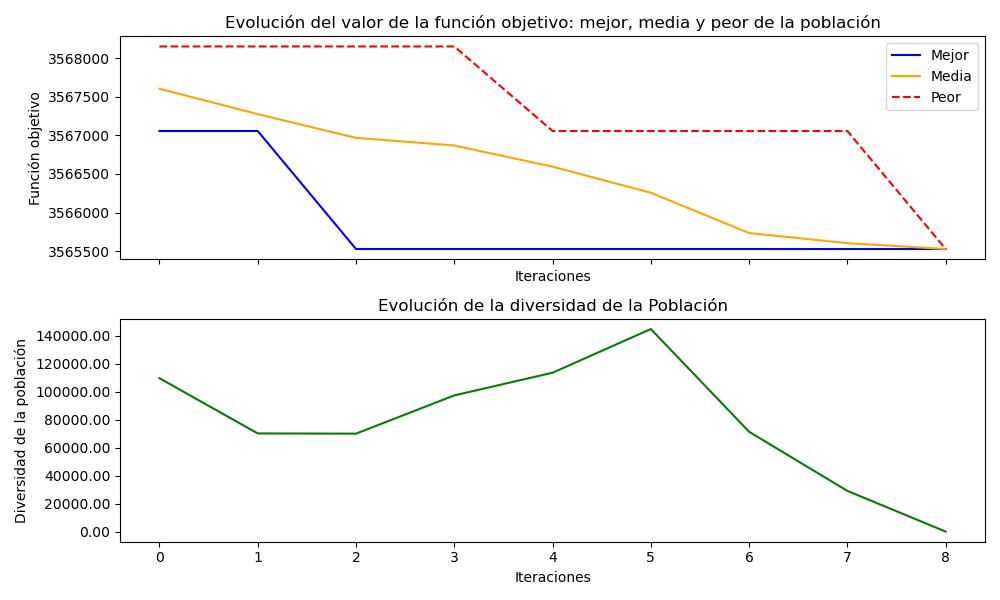 Evolución del valor de la función objetivo: mejor, media y peor de la población
Función objetivo
3568000
3567500
3567000
3566500
3566000
3565500
Mejor
Media
Peor
Iteraciones
Evolución de la diversidad de la Población
Diversidad de la población
140000.00
120000.00
100000.00
80000.00
60000.00
40000.00
20000.00
0.00
0 1 2 3 4 5 6 7 8
Iteraciones